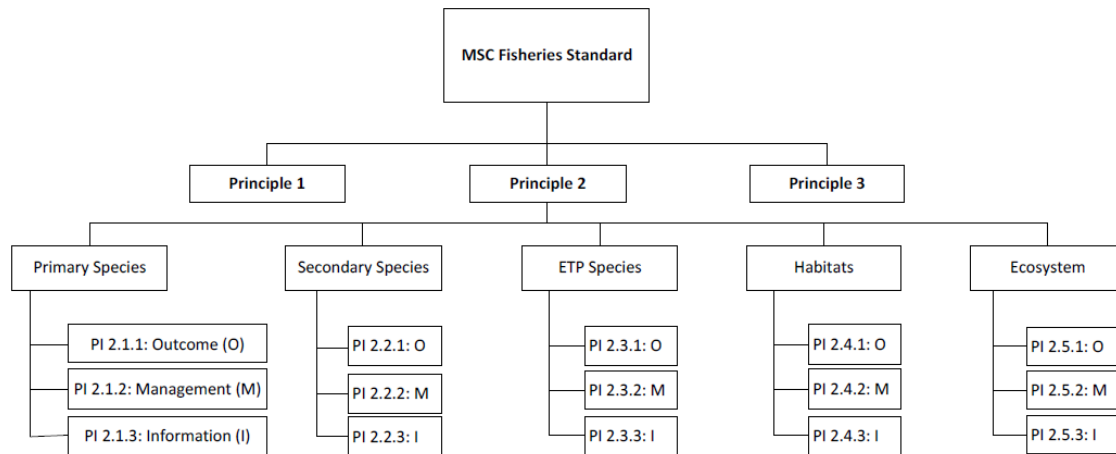 MSC Fisheries Standard
Principle 1
Principle 2
Principle 3
Primary Species
Secondary Species
ETP Species
Habitats
Ecosystem
PI 2.1.1: Outcome (O)
PI 2.2.1: O
PI 2.3.1: O
PI 2.4.1: O
PI 2.5.1: O
PI 2.1.2: Management (M)
PI 2.2.2: M
PI 2.3.2: M
PI 2.4.2: M
PI 2.5.2: M
PI 2.1.3: Information (I)
PI 2.2.3: I
PI 2.3.3: I
PI 2.4.3: I
PI 2.5.3: I